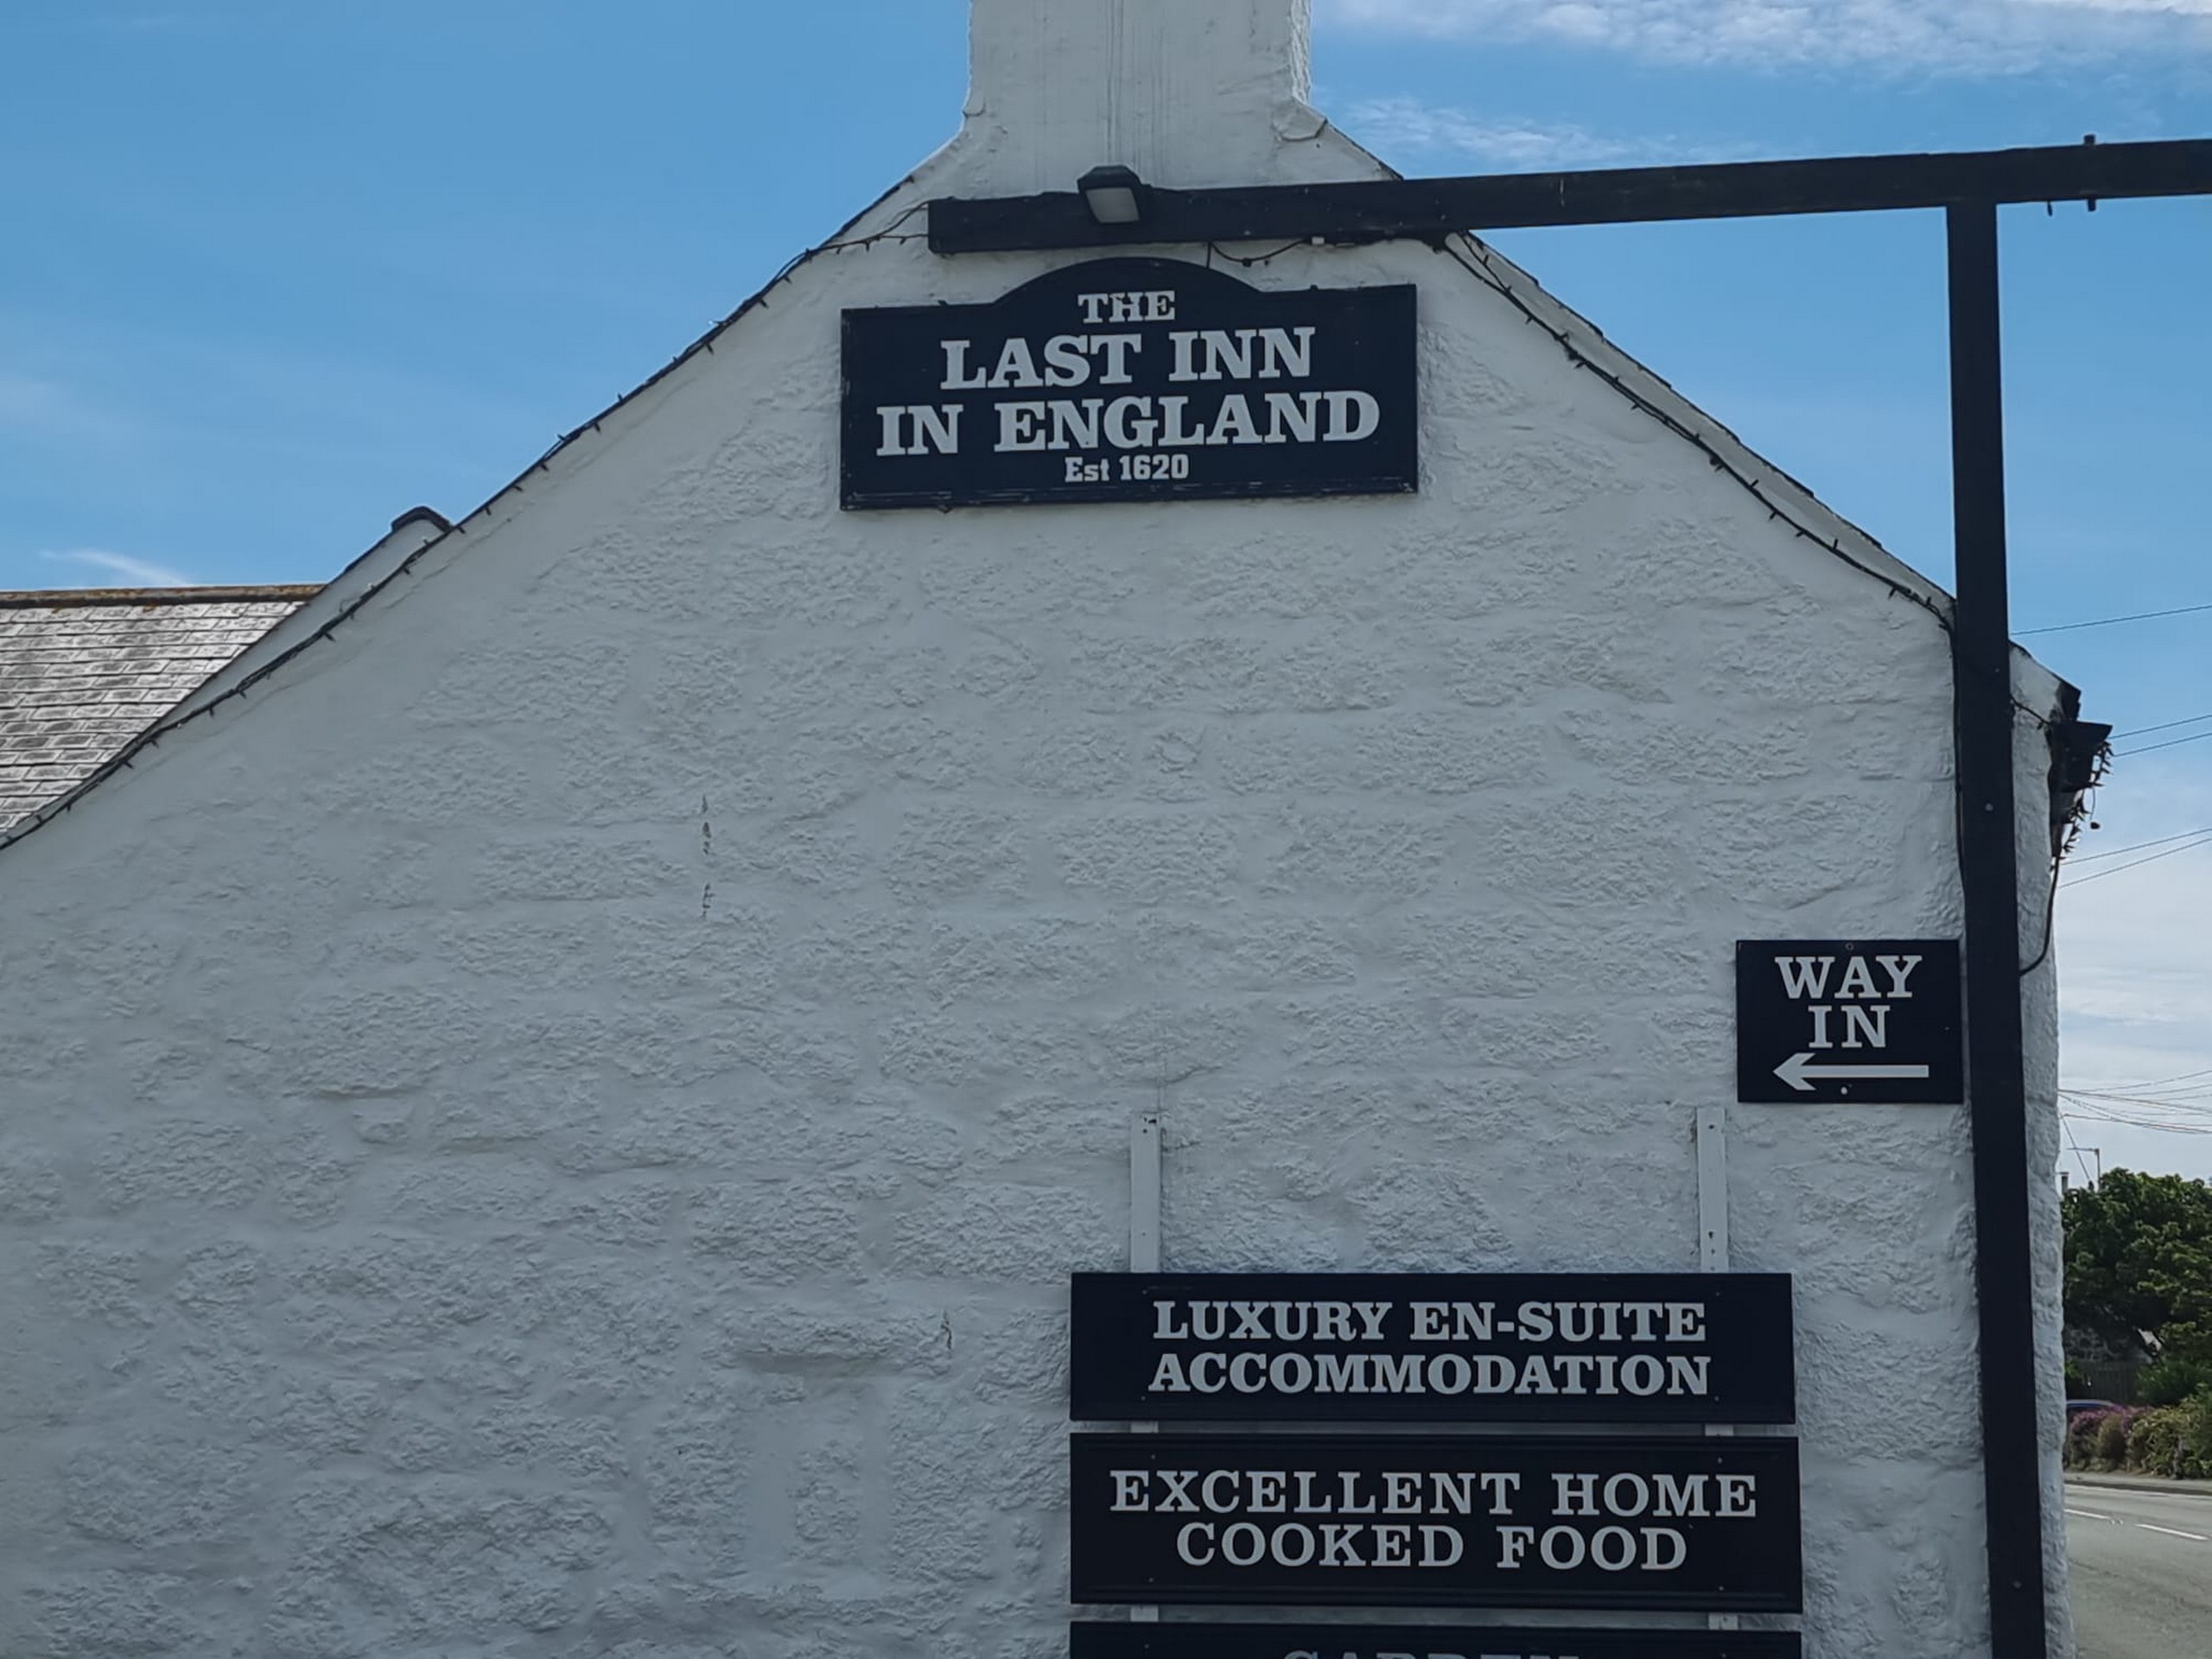 THE
LAST INN
IN ENGLAND
Est 1620
WAY
IN
LUXURY EN-SUITE
ACCOMMODATION
EXCELLENT HOME
COOKED FOOD